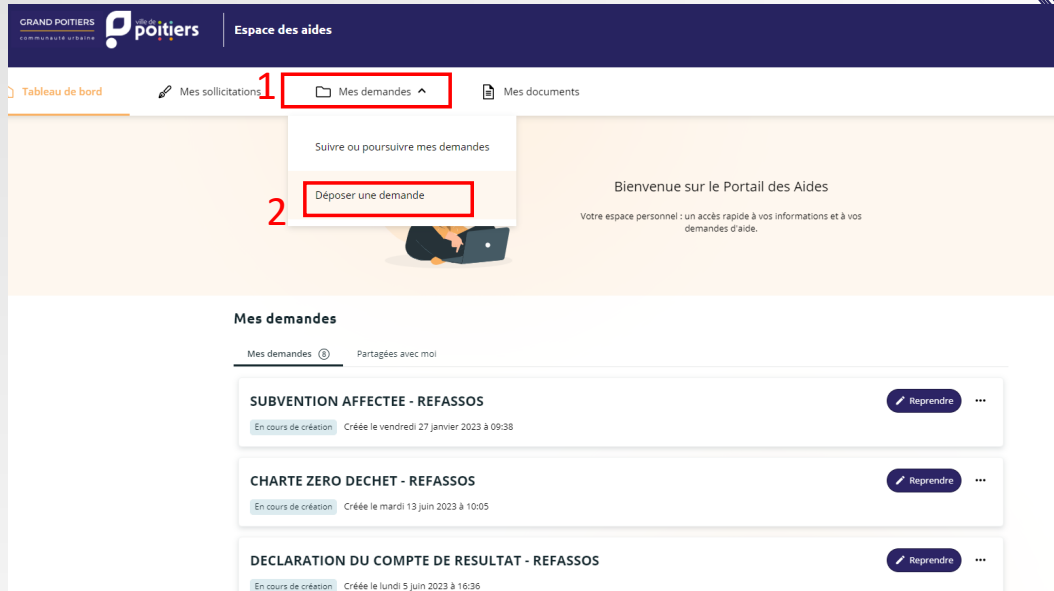 GRAND POITIERS
communauté urbaine
ville de
poitiers
Espace des aides
Tableau de bord
Mes sollicitations
1
Mes demandes
Mes documents
Suivre ou poursuivre mes demandes
2
Déposer une demande
Bienvenue sur le Portail des Aides
Votre espace personnel : un accès rapide à vos informations et à vos
demandes d'aide.
Mes demandes
Mes demandes 8
Partagées avec moi
SUBVENTION AFFECTEE - REFASSOS
Reprendre
En cours de création Créée le vendredi 27 janvier 2023 à 09:38
CHARTE ZERO DECHET - REFASSOS
Reprendre
En cours de création Créée le mardi 13 juin 2023 à 10:05
DECLARATION DU COMPTE DE RESULTAT - REFASSOS
Reprendre
En cours de création Créée le lundi 5 juin 2023 à 16:36